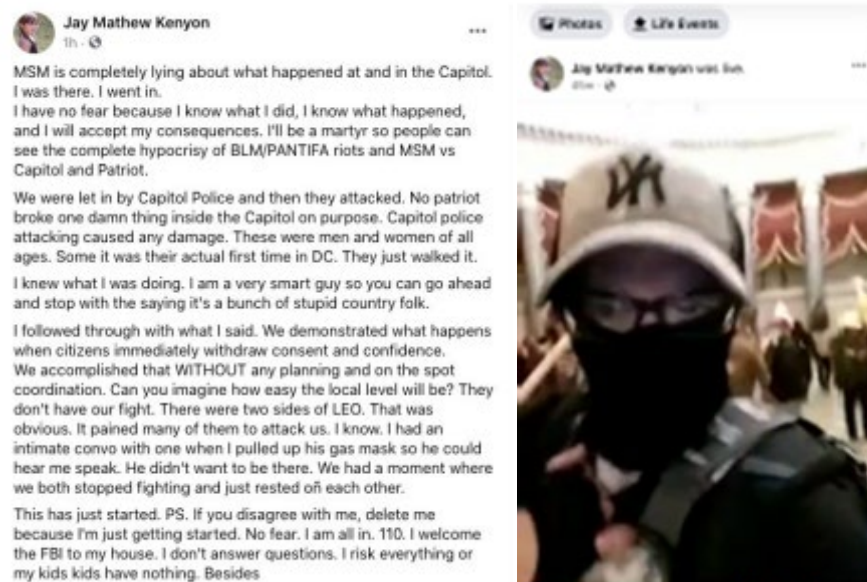 Jay Mathew Kenyon
1h ·
MSM is completely lying about what happened at and in the Capitol.
I was there. I went in.
I have no fear because I know what I did, I know what happened,
and I will accept my consequences. I'll be a martyr so people can
see the complete hypocrisy of BLM/PANTIFA riots and MSM vs
Capitol and Patriot.
We were let in by Capitol Police and then they attacked. No patriot
broke one damn thing inside the Capitol on purpose. Capitol police
attacking caused any damage. These were men and women of all
ages. Some it was their actual first time in DC. They just walked it.
I knew what I was doing. I am a very smart guy so you can go ahead
and stop with the saying it's a bunch of stupid country folk.
I followed through with what I said. We demonstrated what happens
when citizens immediately withdraw consent and confidence.
We accomplished that WITHOUT any planning and on the spot
coordination. Can you imagine how easy the local level will be? They
don't have our fight. There were two sides of LEO. That was
obvious. It pained many of them to attack us. I know. I had an
intimate convo with one when I pulled up his gas mask so he could
hear me speak. He didn't want to be there. We had a moment where
we both stopped fighting and just rested on each other.
This has just started. PS. If you disagree with me, delete me
because I'm just getting started. No fear. I am all in. 110. I welcome
the FBI to my house. I don't answer questions. I risk everything or
my kids kids have nothing. Besides
Photos
Life Events
Jay Mathew Kenyon was live.
NY